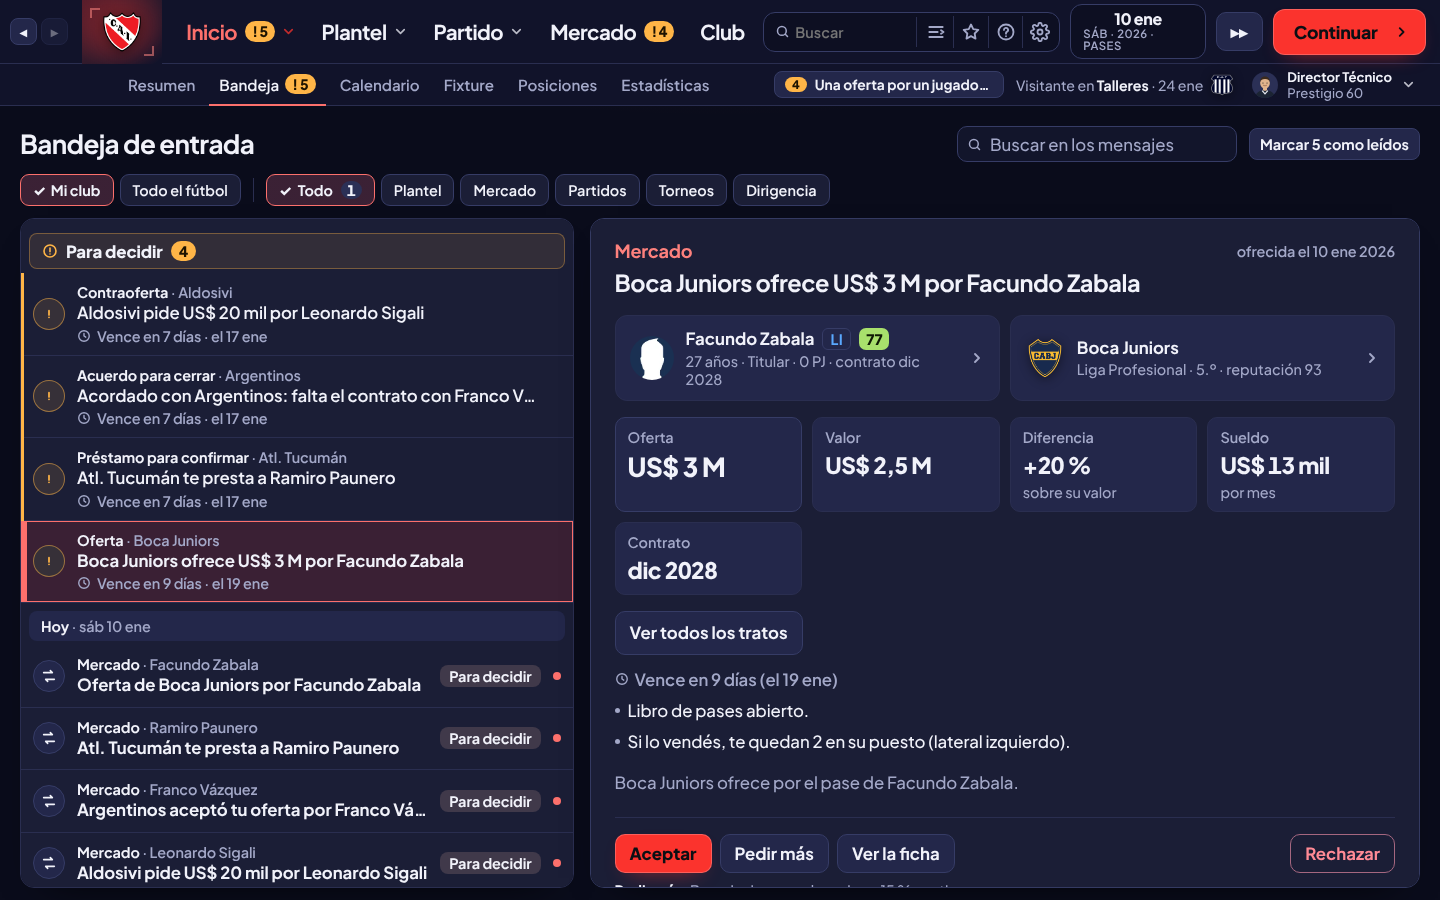 Inicio !5 Plantel Partido Mercado !4 Club Buscar 10 ene Continuar
SÁB · 2026 · PASES
Resumen Bandeja !5 Calendario Fixture Posiciones Estadísticas 4 Una oferta por un jugado… Visitante en Talleres · 24 ene Director Técnico
Prestigio 60
Bandeja de entrada Buscar en los mensajes Marcar 5 como leídos
Mi club Todo el fútbol Todo 1 Plantel Mercado Partidos Torneos Dirigencia
Para decidir 4
Contraoferta · Aldosivi
Aldosivi pide US$ 20 mil por Leonardo Sigali
Vence en 7 días · el 17 ene
Acuerdo para cerrar · Argentinos
Acordado con Argentinos: falta el contrato con Franco V…
Vence en 7 días · el 17 ene
Préstamo para confirmar · Atl. Tucumán
Atl. Tucumán te presta a Ramiro Paunero
Vence en 7 días · el 17 ene
Oferta · Boca Juniors
Boca Juniors ofrece US$ 3 M por Facundo Zabala
Vence en 9 días · el 19 ene
Hoy · sáb 10 ene
Mercado · Facundo Zabala
Oferta de Boca Juniors por Facundo Zabala Para decidir
Mercado · Ramiro Paunero
Atl. Tucumán te presta a Ramiro Paunero Para decidir
Mercado · Franco Vázquez
Argentinos aceptó tu oferta por Franco Vá… Para decidir
Mercado · Leonardo Sigali
Aldosivi pide US$ 20 mil por Leonardo Sigali Para decidir
Mercado ofrecida el 10 ene 2026
Boca Juniors ofrece US$ 3 M por Facundo Zabala
Facundo Zabala LI 77
27 años · Titular · 0 PJ · contrato dic
2028
CABJ
Boca Juniors
Liga Profesional · 5.º · reputación 93
Oferta
US$ 3 M
Valor
US$ 2,5 M
Diferencia
+20 %
sobre su valor
Sueldo
US$ 13 mil
por mes
Contrato
dic 2028
Ver todos los tratos
Vence en 9 días (el 19 ene)
• Libro de pases abierto.
• Si lo vendés, te quedan 2 en su puesto (lateral izquierdo).
Boca Juniors ofrece por el pase de Facundo Zabala.
Aceptar Pedir más Ver la ficha Rechazar